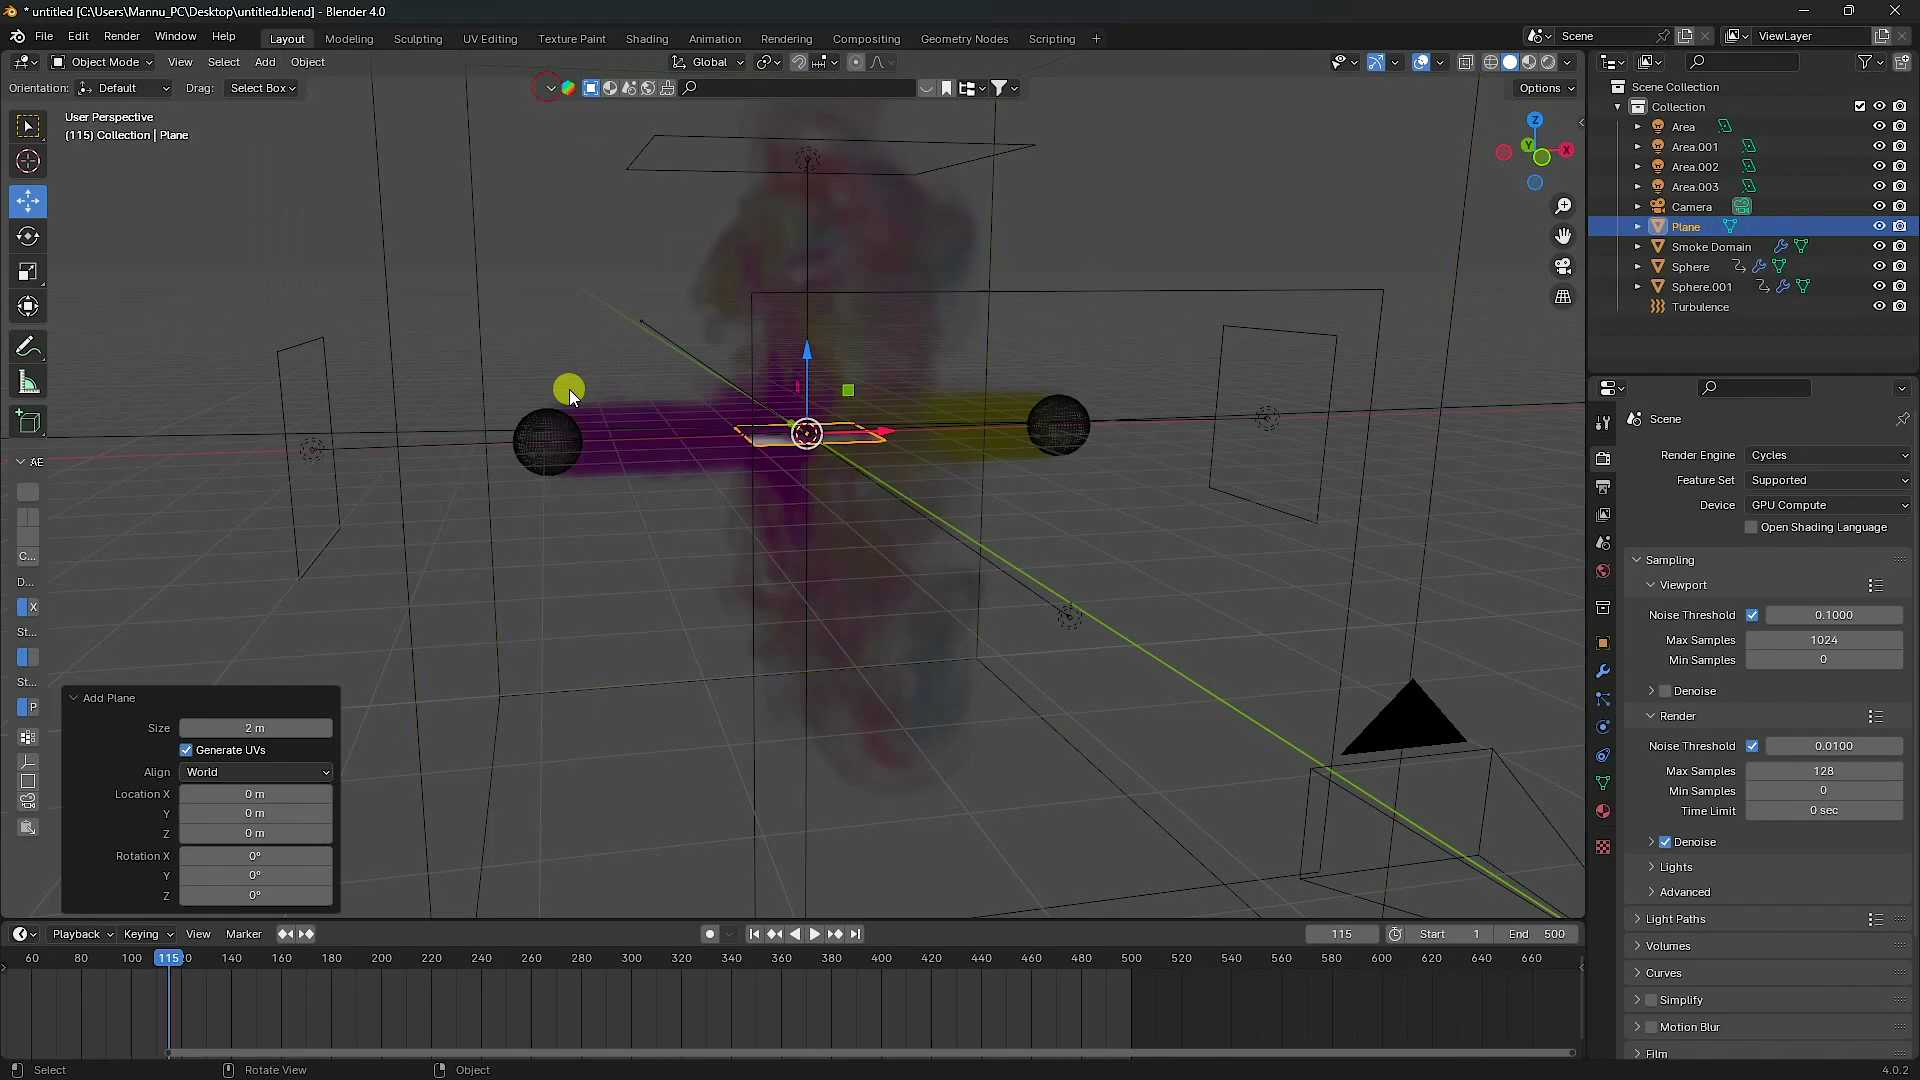 * untitled [C:\Users\Mannu_PC\Desktop\untitled.blend] - Blender 4.0
File Edit Render Window Help Layout Modeling Sculpting UV Editing Texture Paint Shading Animation Rendering Compositing Geometry Nodes Scripting + Scene ViewLayer
Object Mode View Select Add Object Global
Orientation: Default Drag: Select Box Options
User Perspective
(115) Collection | Plane
Z
Y
X
AE
C...
D...
X
St...
St...
P
Add Plane
Size 2 m
Generate UVs
Align World
Location X 0 m
Y 0 m
Z 0 m
Rotation X 0°
Y 0°
Z 0°
Scene Collection
Collection
Area
Area.001
Area.002
Area.003
Camera
Plane
Smoke Domain
Sphere
Sphere.001
Turbulence
Scene
Render Engine Cycles
Feature Set Supported
Device GPU Compute
Open Shading Language
Sampling
Viewport
Noise Threshold 0.1000
Max Samples 1024
Min Samples 0
Denoise
Render
Noise Threshold 0.0100
Max Samples 128
Min Samples 0
Time Limit 0 sec
Denoise
Lights
Advanced
Light Paths
Volumes
Curves
Simplify
Motion Blur
Film
Playback Keying View Marker 115 Start 1 End 500
60 80 100 115 140 160 180 200 220 240 260 280 300 320 340 360 380 400 420 440 460 480 500 520 540 560 580 600 620 640 660
Select Rotate View Object 4.0.2